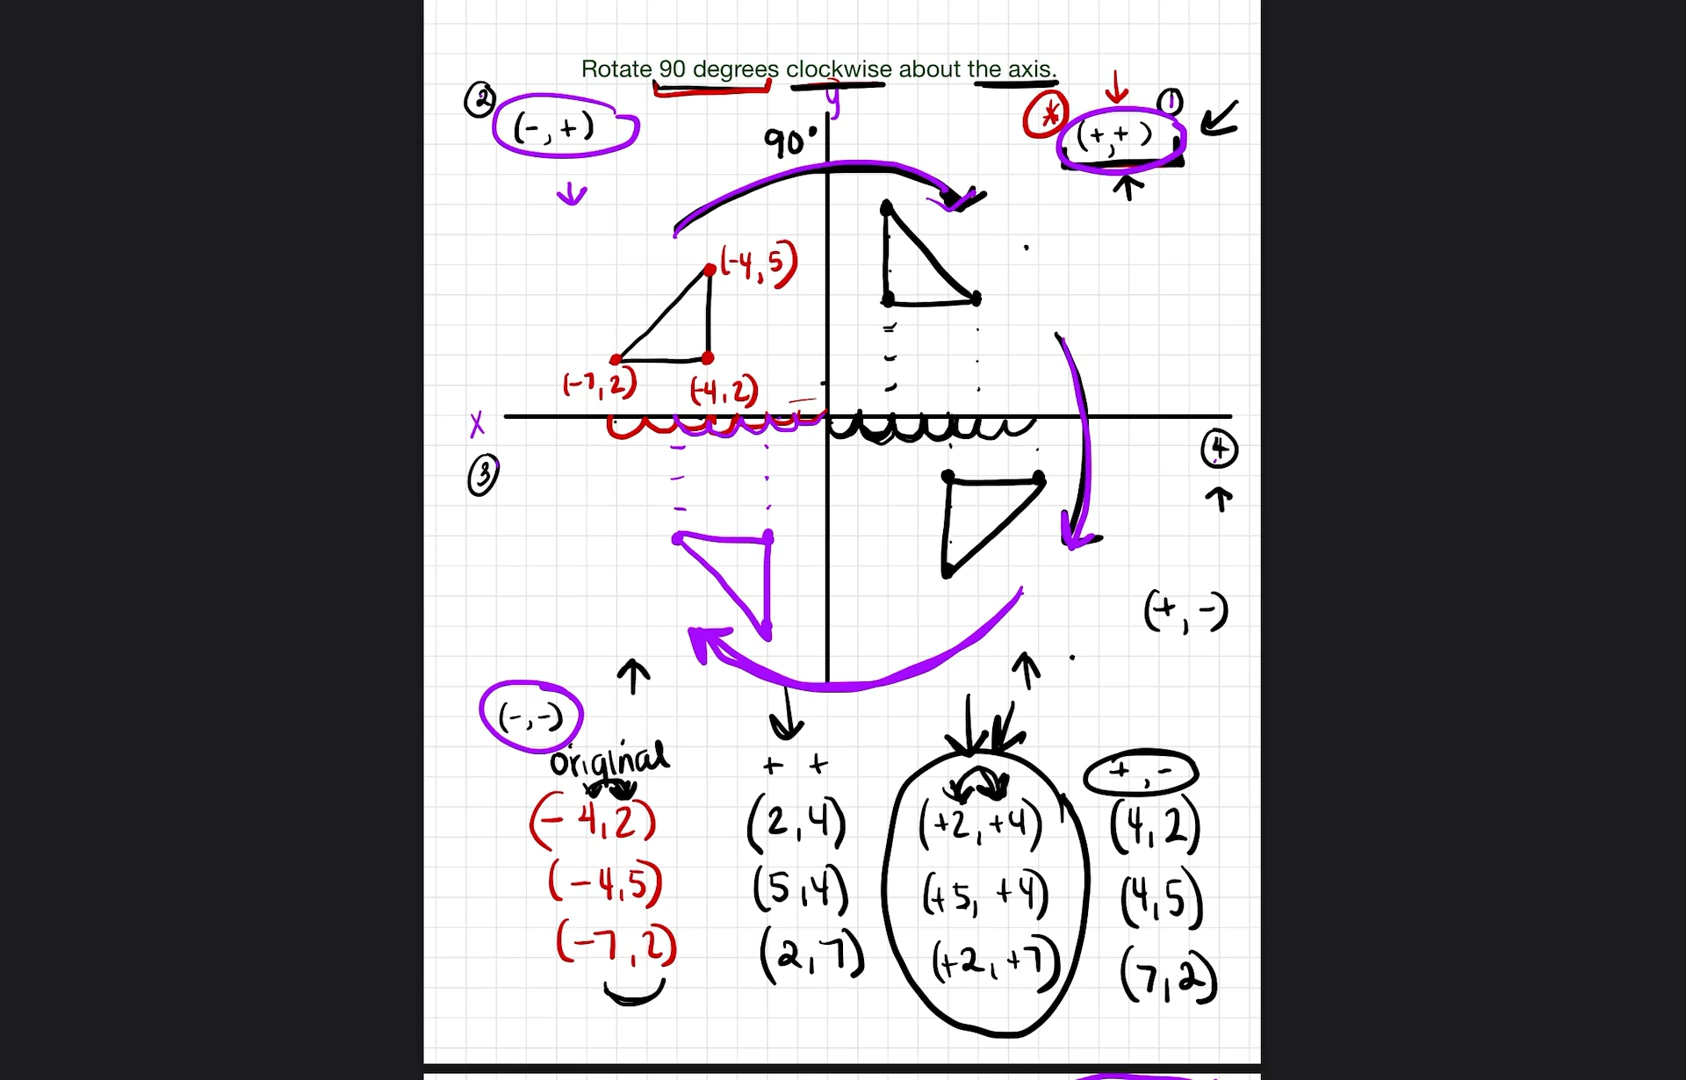 Rotate 90 degrees clockwise about the axis.
2 (-,+) y * (+,+) 1
90°
(-4,5)
(-7,2) (-4,2)
X
3 4
(+,-)
(-,-)
original + + +,-
(-4,2) (2,4) (+2,+4) (4,2)
(-4,5) (5,4) (+5,+4) (4,5)
(-7,2) (2,7) (+2,+7) (7,2)